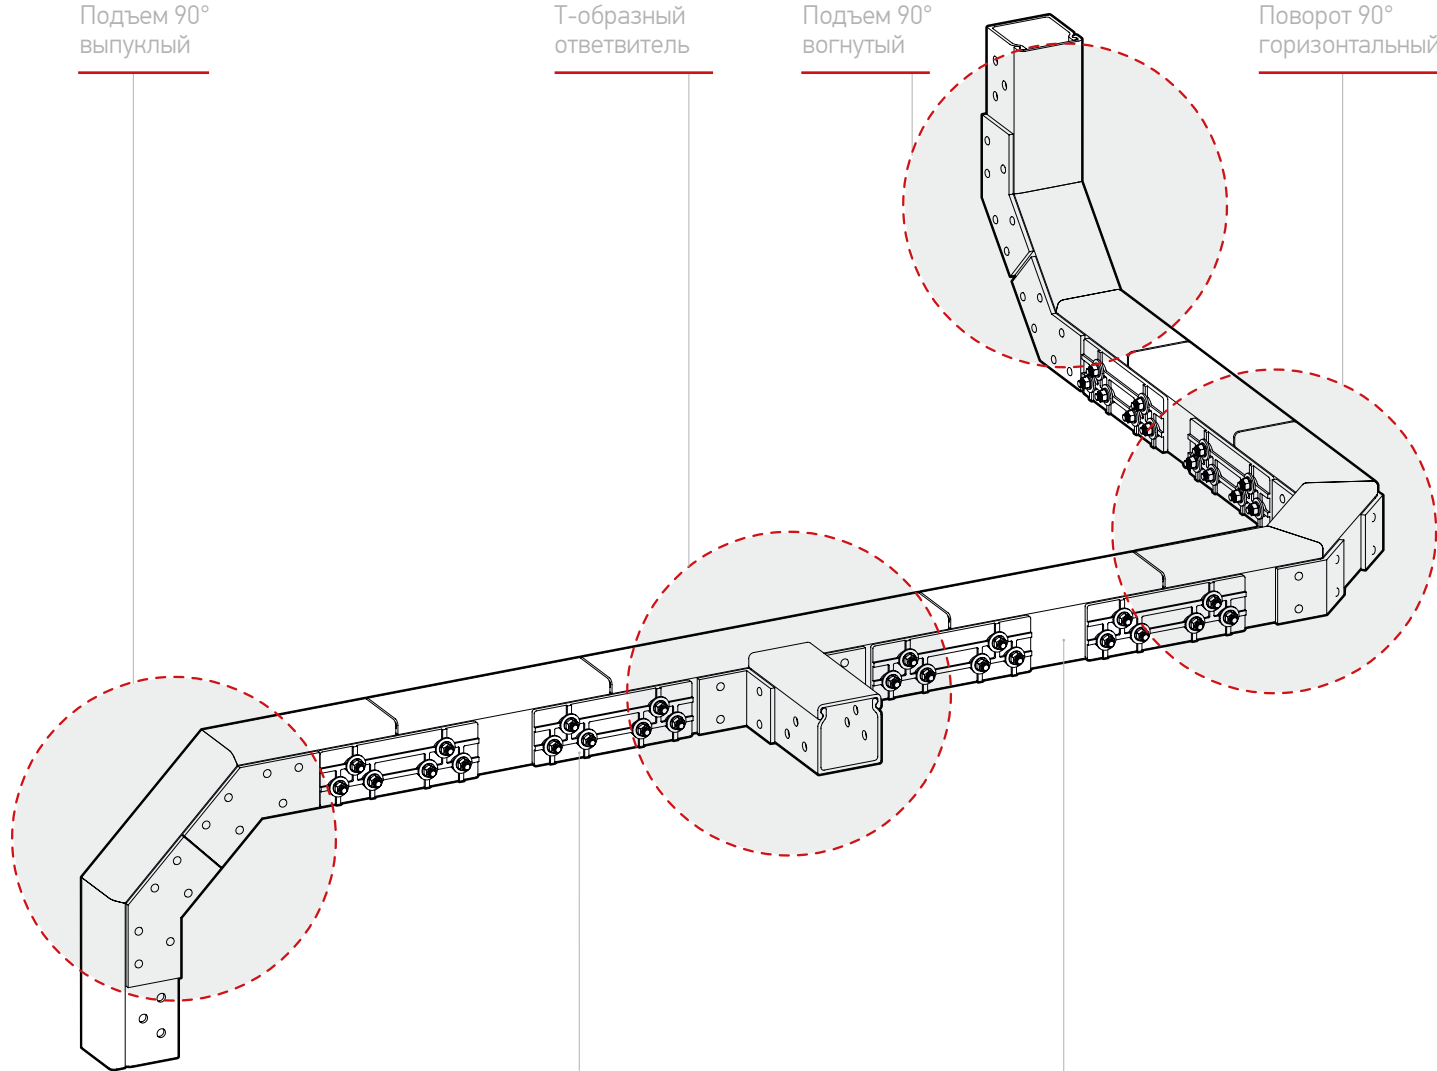 Подъем 90°
выпуклый
Т-образный
ответвитель
Подъем 90°
вогнутый
Поворот 90°
горизонтальный